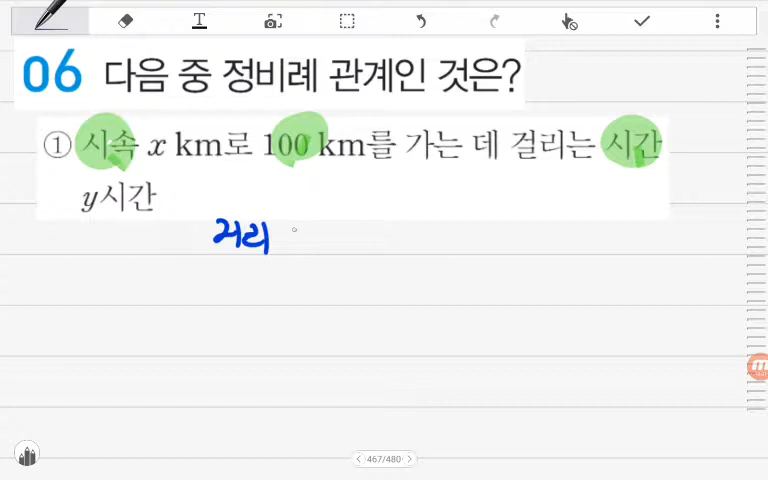 T
06 다음 중 정비례 관계인 것은?
① 시속 x km로 100 km를 가는 데 걸리는 시간
y시간
거리
467/480